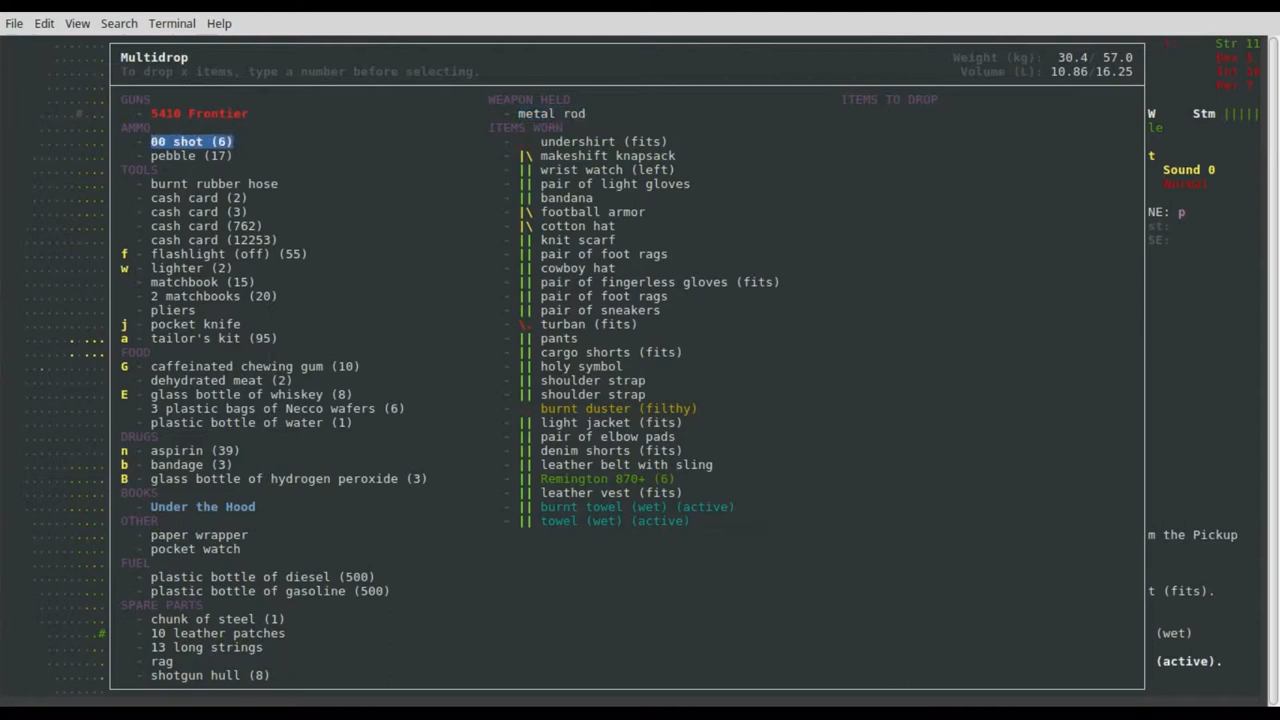 File Edit View Search Terminal Help
Multidrop
To drop x items, type a number before selecting.
Weight (kg): 30.4/ 57.0
Volume (L): 10.86/16.25
GUNS
- 5410 Frontier
AMMO
- 00 shot (6)
- pebble (17)
TOOLS
- burnt rubber hose
- cash card (2)
- cash card (3)
- cash card (762)
- cash card (12253)
f - flashlight (off) (55)
w - lighter (2)
- matchbook (15)
- 2 matchbooks (20)
- pliers
j - pocket knife
a - tailor's kit (95)
FOOD
G - caffeinated chewing gum (10)
- dehydrated meat (2)
E - glass bottle of whiskey (8)
- 3 plastic bags of Necco wafers (6)
- plastic bottle of water (1)
DRUGS
n - aspirin (39)
b - bandage (3)
B - glass bottle of hydrogen peroxide (3)
BOOKS
- Under the Hood
OTHER
- paper wrapper
- pocket watch
FUEL
- plastic bottle of diesel (500)
- plastic bottle of gasoline (500)
SPARE PARTS
- chunk of steel (1)
- 10 leather patches
- 13 long strings
- rag
- shotgun hull (8)
WEAPON HELD
- metal rod
ITEMS WORN
- undershirt (fits)
- |\ makeshift knapsack
- || wrist watch (left)
- || pair of light gloves
- || bandana
- |\ football armor
- |\ cotton hat
- || knit scarf
- || pair of foot rags
- || cowboy hat
- || pair of fingerless gloves (fits)
- || pair of foot rags
- || pair of sneakers
- \. turban (fits)
- || pants
- || cargo shorts (fits)
- || holy symbol
- || shoulder strap
- || shoulder strap
- burnt duster (filthy)
- || light jacket (fits)
- || pair of elbow pads
- || denim shorts (fits)
- || leather belt with sling
- || Remington 870+ (6)
- || leather vest (fits)
- || burnt towel (wet) (active)
- || towel (wet) (active)
ITEMS TO DROP
Str 11
W Stm |||||
le
t
Sound 0
NE: p
st:
SE:
m the Pickup
t (fits).
(wet)
(active).